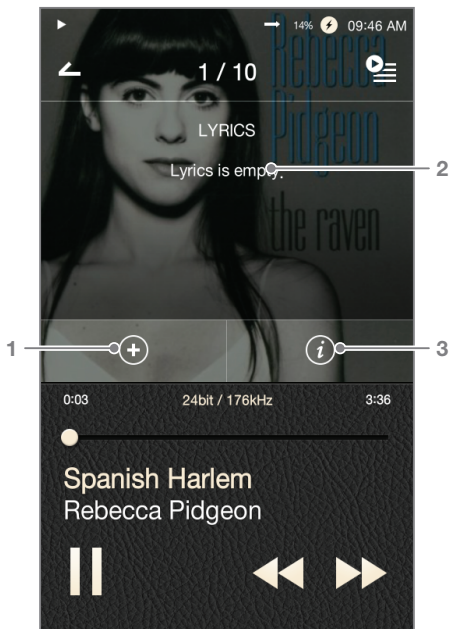 14% 09:46 AM
1 / 10
Rebecca
Pidgeon
the raven
LYRICS
Lyrics is empty.
2
1
i
3
0:03 24bit / 176kHz 3:36
Spanish Harlem
Rebecca Pidgeon